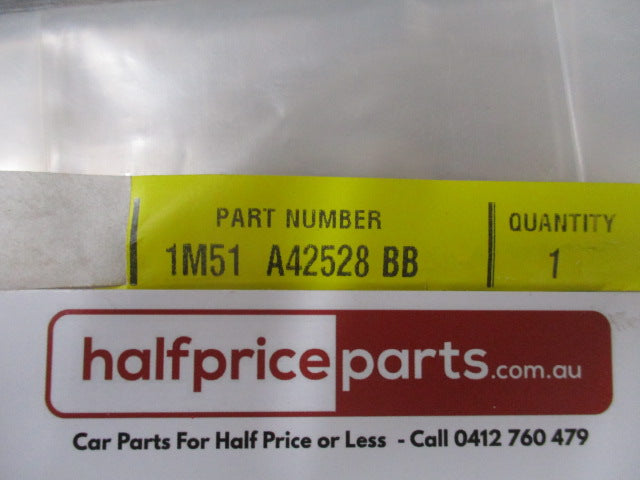 PART NUMBER QUANTITY
1M51 A42528 BB 1
halfpriceparts.com.au
Car Parts For Half Price or Less - Call 0412 760 479